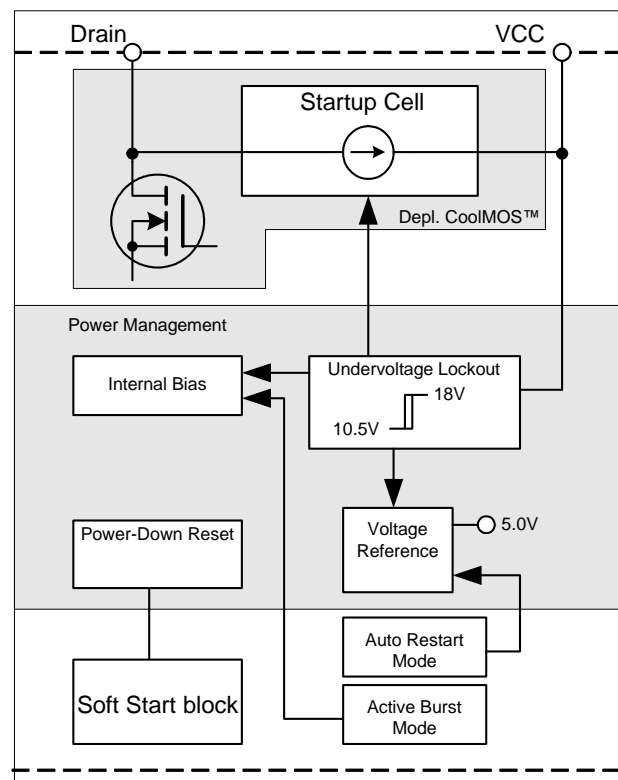 Drain
VCC
Startup Cell
Depl. CoolMOS™
Power Management
Internal Bias
Undervoltage Lockout
18V
10.5V
Power-Down Reset
Voltage
Reference
5.0V
Auto Restart
Mode
Soft Start block
Active Burst
Mode